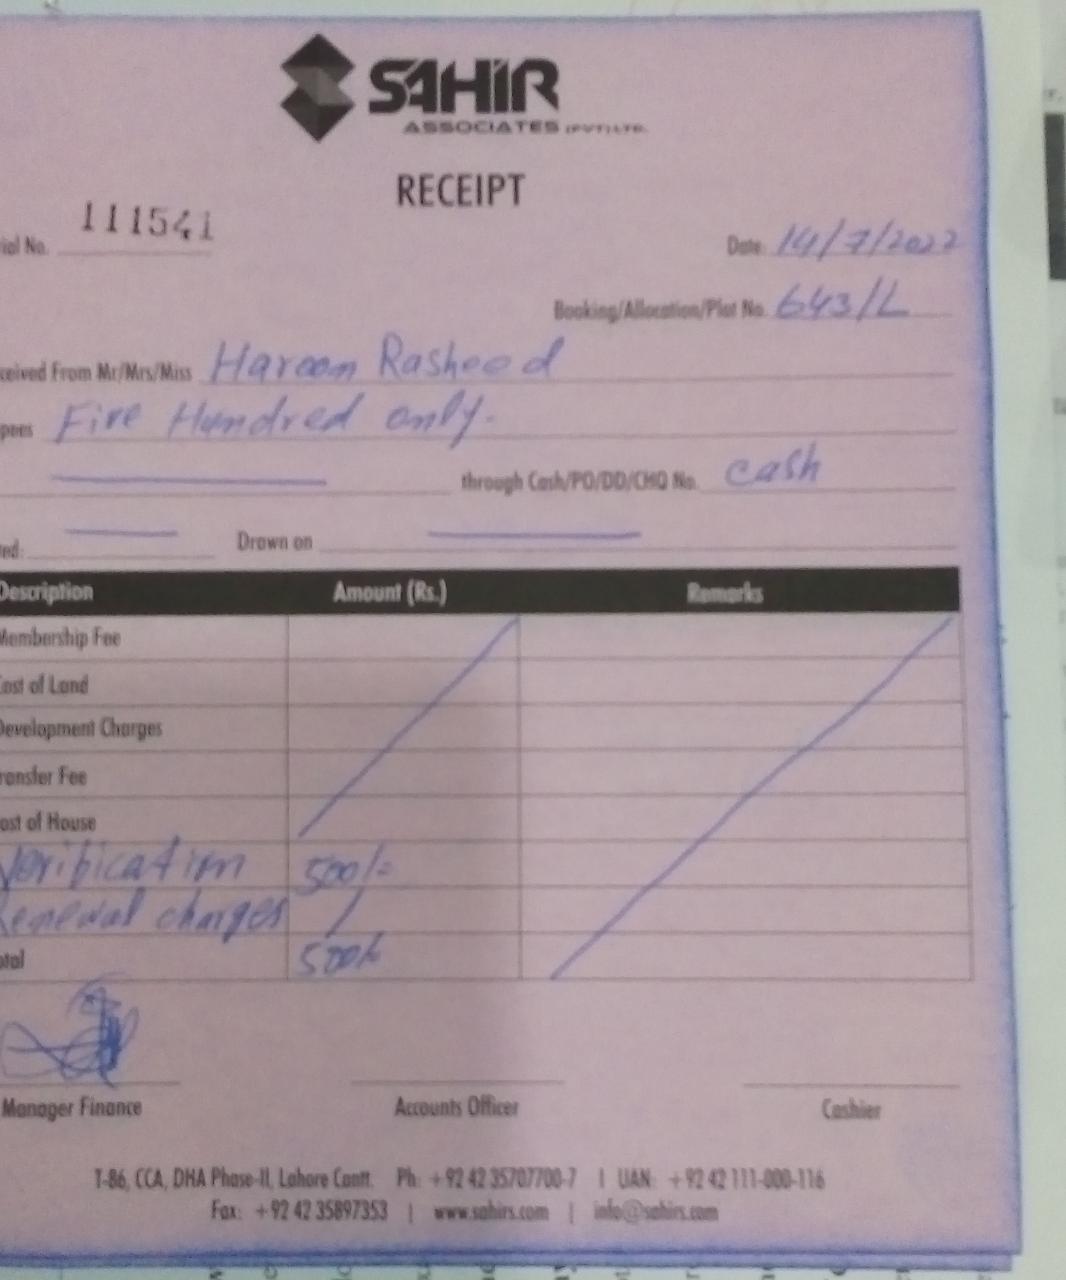 SAHIR
ASSOCIATES (PVT) LTD.
RECEIPT
ial No. 111541
Date: 14/7/2022
Booking/Allocation/Plot No. 643/L
ceived From Mr/Mrs/Miss Haroon Rasheed
pees Five Hundred only.
through Cash/PO/DD/CHQ No. cash
ted: Drawn on
Description Amount (Rs.) Remarks
Membership Fee
ost of Land
Development Charges
ransfer Fee
ost of House
Verification 500/=
Renewal charges /
otal 500/-
Manager Finance Accounts Officer Cashier
T-86, CCA, DHA Phase-II, Lahore Cantt. Ph: +92 42 35707700-7 | UAN: +92 42 111-000-116
Fax: +92 42 35897353 | www.sahirs.com | info@sahirs.com